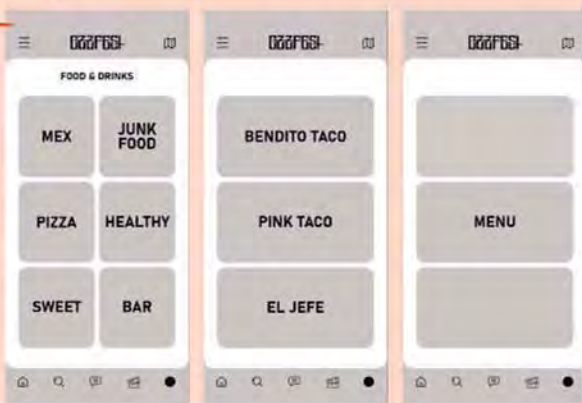 FOOD & DRINKS
MEX
JUNK
FOOD
PIZZA
HEALTHY
SWEET
BAR
BENDITO TACO
PINK TACO
EL JEFE
MENU